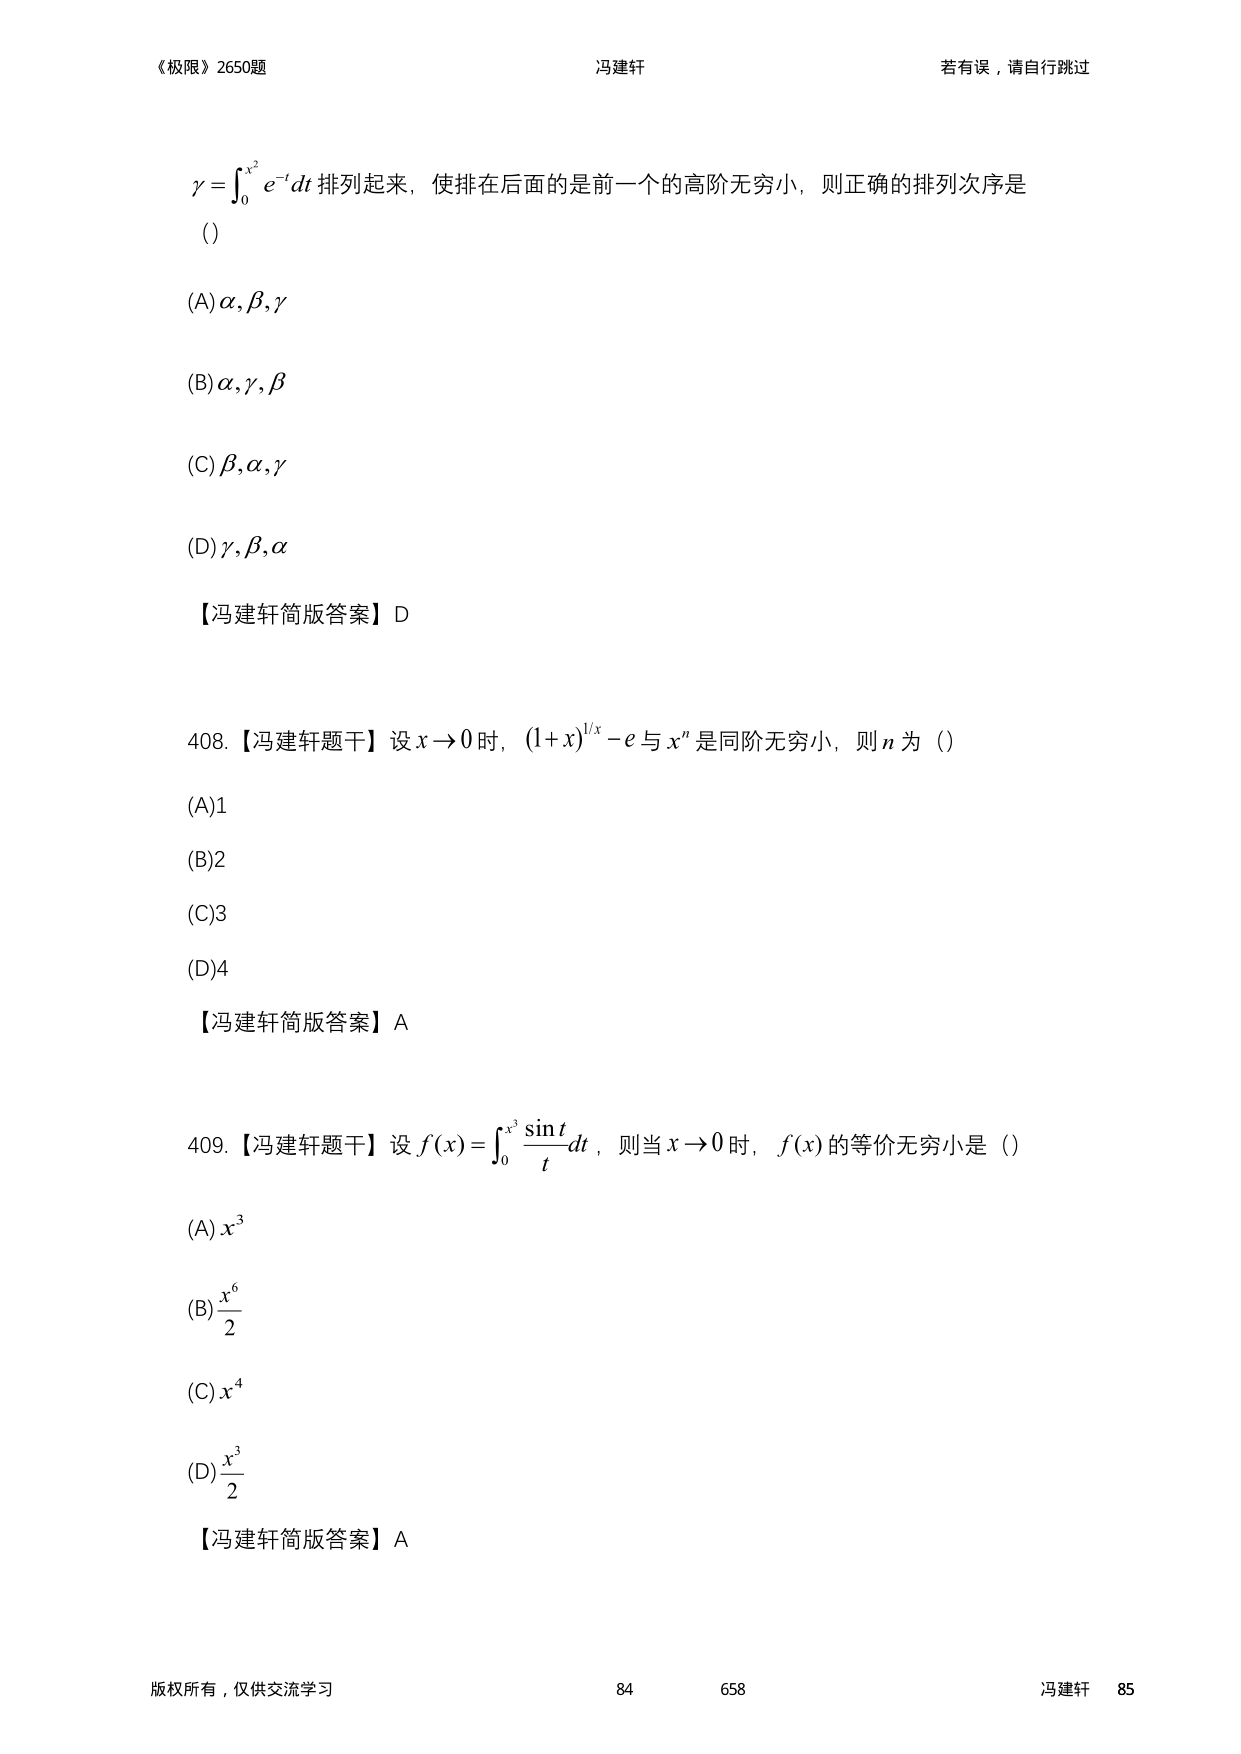 《极限》2650题 冯建轩 若有误，请自行跳过
γ = ∫₀^{x²} e^{−t}dt 排列起来，使排在后面的是前一个的高阶无穷小，则正确的排列次序是
（）
(A) α, β, γ
(B) α, γ, β
(C) β, α, γ
(D) γ, β, α
【冯建轩简版答案】D
408.【冯建轩题干】设 x → 0 时，(1 + x)^{1/x} − e 与 xⁿ 是同阶无穷小，则 n 为（）
(A)1
(B)2
(C)3
(D)4
【冯建轩简版答案】A
409.【冯建轩题干】设 f(x) = ∫₀^{x³} \frac{sin t}{t} dt，则当 x → 0 时，f(x) 的等价无穷小是（）
(A) x³
(B) \frac{x⁶}{2}
(C) x⁴
(D) \frac{x³}{2}
【冯建轩简版答案】A
版权所有，仅供交流学习 84 658 冯建轩 85